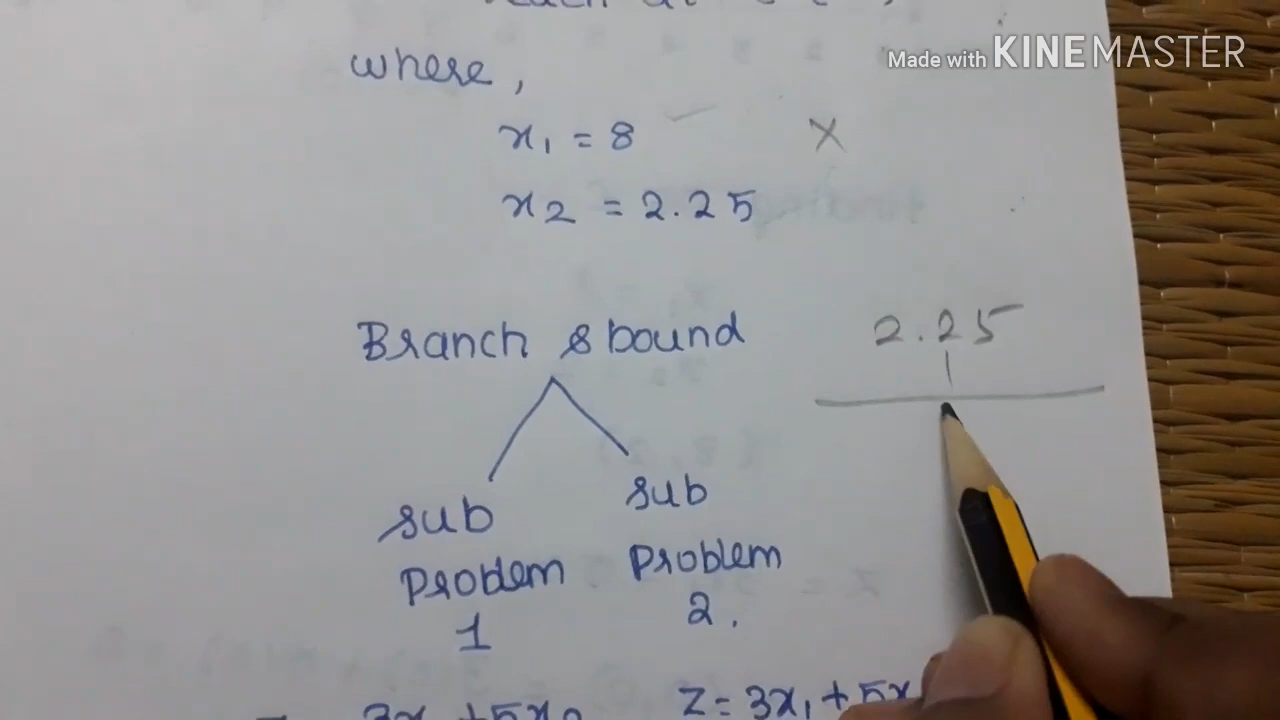 Made with KINEMASTER
where,
x₁ = 8 ✓ X
x₂ = 2.25
Branch & bound
2.25
sub
problem
1
sub
problem
2.
Z = 3x₁ + 5x